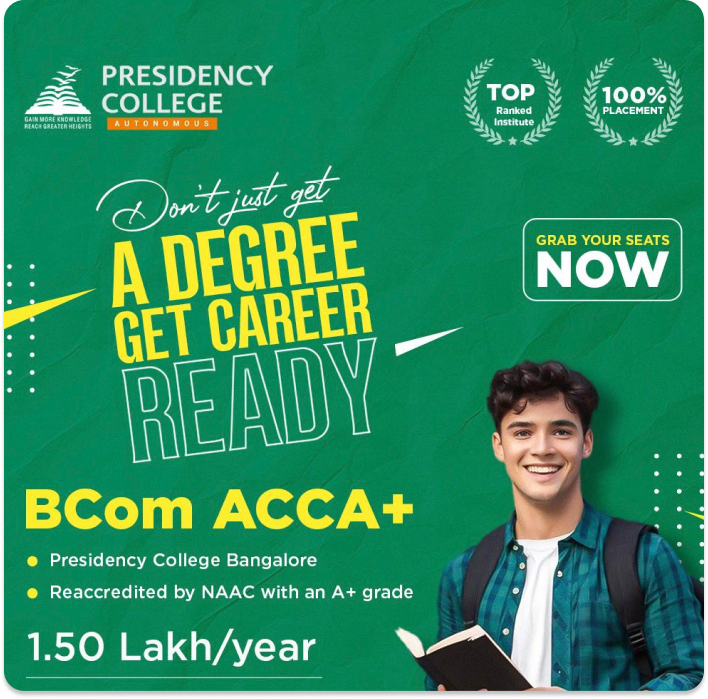 PRESIDENCY
COLLEGE
AUTONOMOUS
GAIN MORE KNOWLEDGE
REACH GREATER HEIGHTS
TOP
Ranked
Institute
100%
PLACEMENT
Don't just get
A DEGREE
GET CAREER
READY
GRAB YOUR SEATS
NOW
BCom ACCA+
Presidency College Bangalore
Reaccredited by NAAC with an A+ grade
1.50 Lakh/year